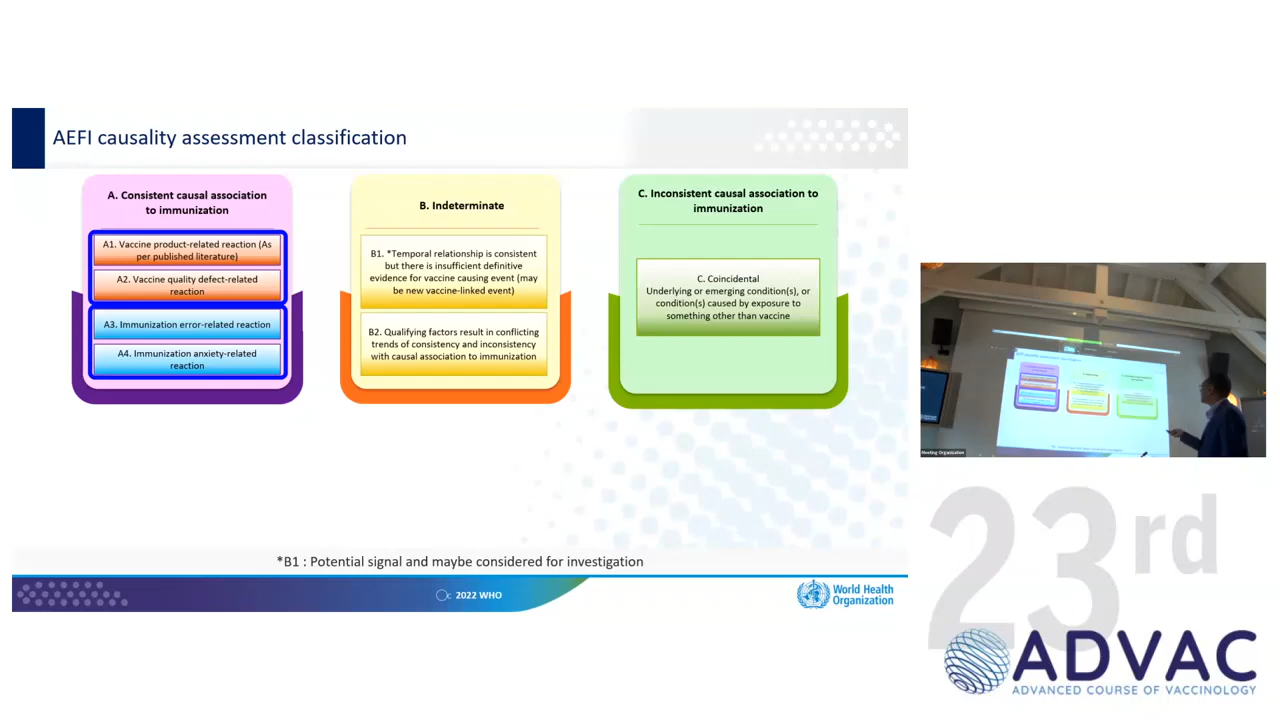 AEFI causality assessment classification
A. Consistent causal association
to immunization
A1. Vaccine product-related reaction (As
per published literature)
A2. Vaccine quality defect-related
reaction
A3. Immunization error-related reaction
A4. Immunization anxiety-related
reaction
B. Indeterminate
B1. *Temporal relationship is consistent
but there is insufficient definitive
evidence for vaccine causing event (may
be new vaccine-linked event)
B2. Qualifying factors result in conflicting
trends of consistency and inconsistency
with causal association to immunization
C. Inconsistent causal association to
immunization
C. Coincidental
Underlying or emerging condition(s), or
condition(s) caused by exposure to
something other than vaccine
*B1 : Potential signal and maybe considered for investigation
2022 WHO
World Health
Organization
Meeting Organization
23rd
ADVAC
ADVANCED COURSE OF VACCINOLOGY